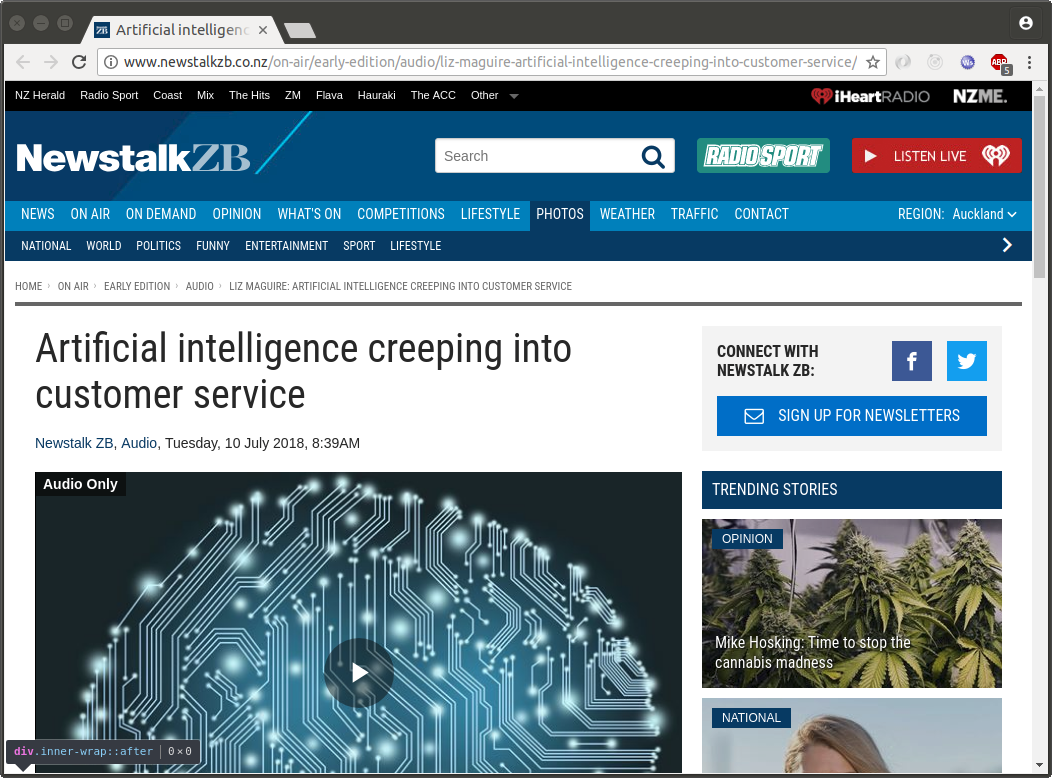 Artificial intelligenc
www.newstalkzb.co.nz/on-air/early-edition/audio/liz-maguire-artificial-intelligence-creeping-into-customer-service/
Ws
ABP
5
NZ Herald Radio Sport Coast Mix The Hits ZM Flava Hauraki The ACC Other
iHeartRADIO NZME.
NewstalkZB
Search
RADIO SPORT
LISTEN LIVE
NEWS ON AIR ON DEMAND OPINION WHAT'S ON COMPETITIONS LIFESTYLE PHOTOS WEATHER TRAFFIC CONTACT REGION: Auckland
NATIONAL WORLD POLITICS FUNNY ENTERTAINMENT SPORT LIFESTYLE
HOME › ON AIR › EARLY EDITION › AUDIO › LIZ MAGUIRE: ARTIFICIAL INTELLIGENCE CREEPING INTO CUSTOMER SERVICE
Artificial intelligence creeping into
customer service
Newstalk ZB, Audio, Tuesday, 10 July 2018, 8:39AM
Audio Only
CONNECT WITH
NEWSTALK ZB:
SIGN UP FOR NEWSLETTERS
TRENDING STORIES
OPINION
Mike Hosking: Time to stop the
cannabis madness
NATIONAL
div.inner-wrap::after 0×0